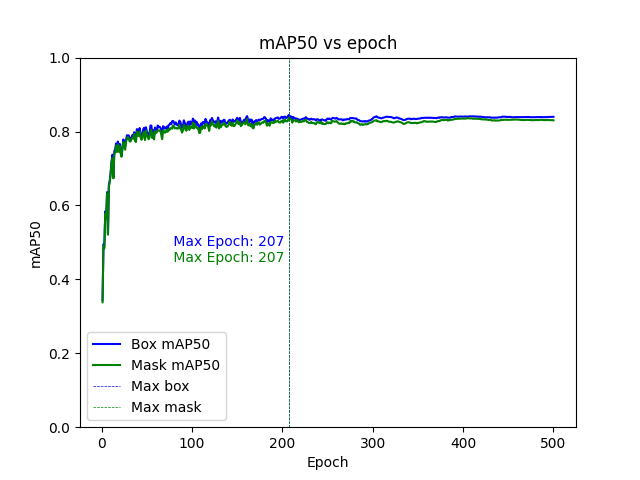 mAP50 vs epoch
1.0
0.8
0.6
0.4
0.2
0.0
mAP50
Max Epoch: 207
Max Epoch: 207
Box mAP50
Mask mAP50
Max box
Max mask
0 100 200 300 400 500
Epoch